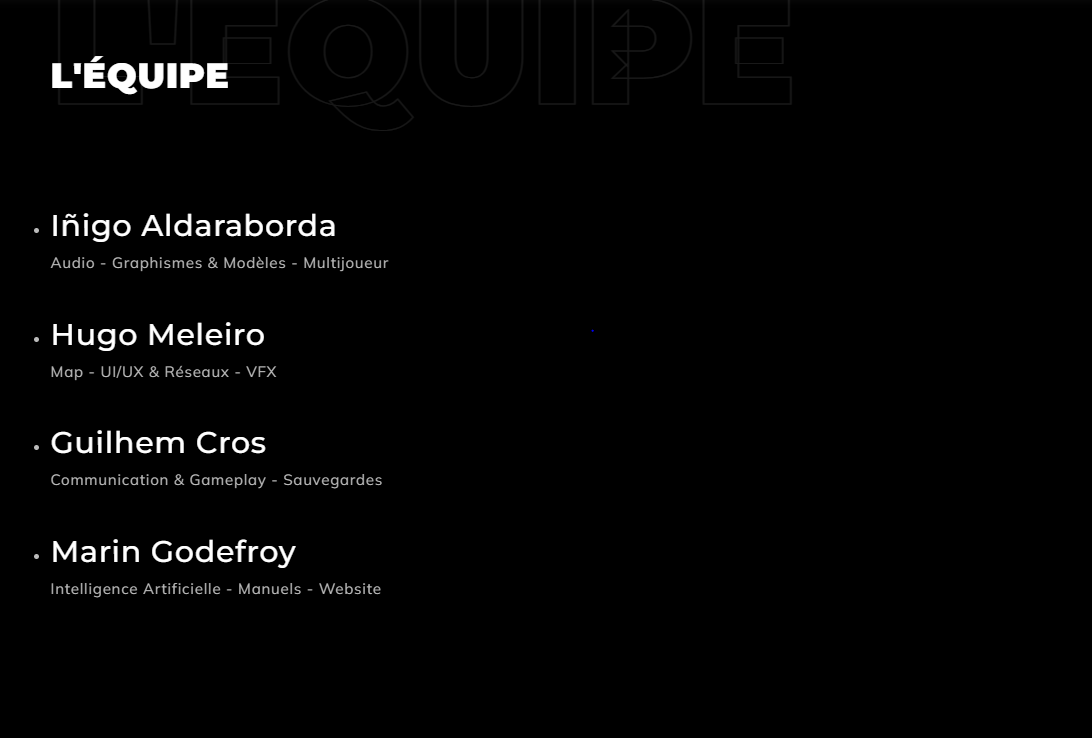 L'ÉQUIPE
L'ÉQUIPE
Iñigo Aldaraborda
Audio - Graphismes & Modèles - Multijoueur
Hugo Meleiro
Map - UI/UX & Réseaux - VFX
Guilhem Cros
Communication & Gameplay - Sauvegardes
Marin Godefroy
Intelligence Artificielle - Manuels - Website